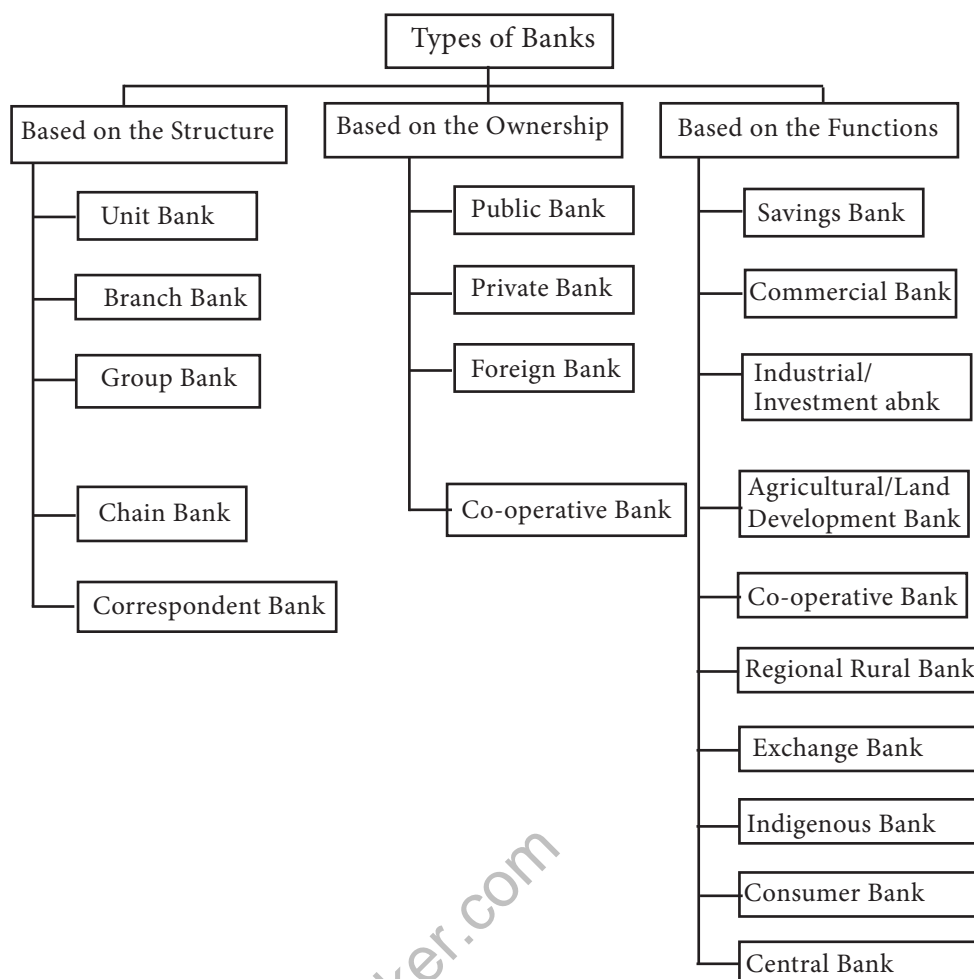 Types of Banks
Based on the Structure
Unit Bank
Branch Bank
Group Bank
Chain Bank
Correspondent Bank
Based on the Ownership
Public Bank
Private Bank
Foreign Bank
Co-operative Bank
Based on the Functions
Savings Bank
Commercial Bank
Industrial/
Investment abnk
Agricultural/Land
Development Bank
Co-operative Bank
Regional Rural Bank
Exchange Bank
Indigenous Bank
Consumer Bank
Central Bank
ker.com